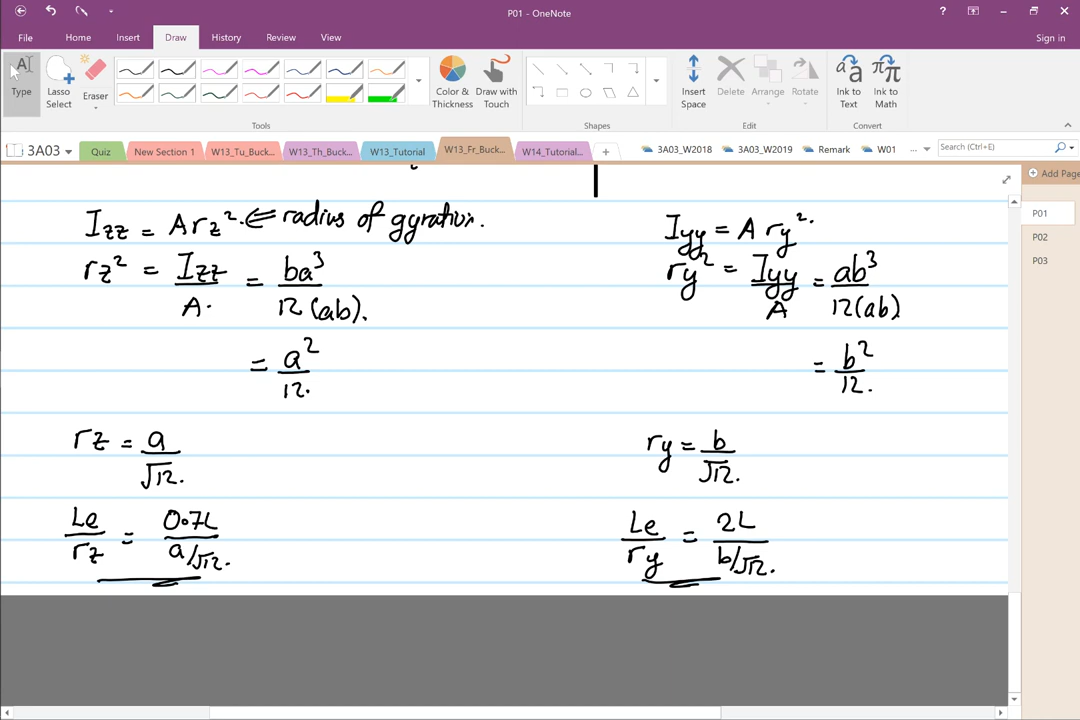 P01 - OneNote
?
File Home Insert Draw History Review View
Sign in
Type
Lasso Select
Eraser
Color & Thickness
Draw with Touch
Insert Space
Delete
Arrange
Rotate
Ink to Text
Ink to Math
Tools Shapes Edit Convert
3A03 Quiz New Section 1 W13_Tu_Buck... W13_Th_Buck... W13_Tutorial W13_Fr_Buck... W14_Tutorial... + 3A03_W2018 3A03_W2019 Remark W01 ... Search (Ctrl+E)
Add Page
P01
P02
P03
Izz = A rz². ⇐ radius of gyration.
rz² = Izz/A. = ba³/12(ab).
= a²/12.
rz = a/√12.
Le/rz = 0.7L/a/√12.
Iyy = A ry².
ry² = Iyy/A = ab³/12(ab)
= b²/12.
ry = b/√12.
Le/ry = 2L/b/√12.